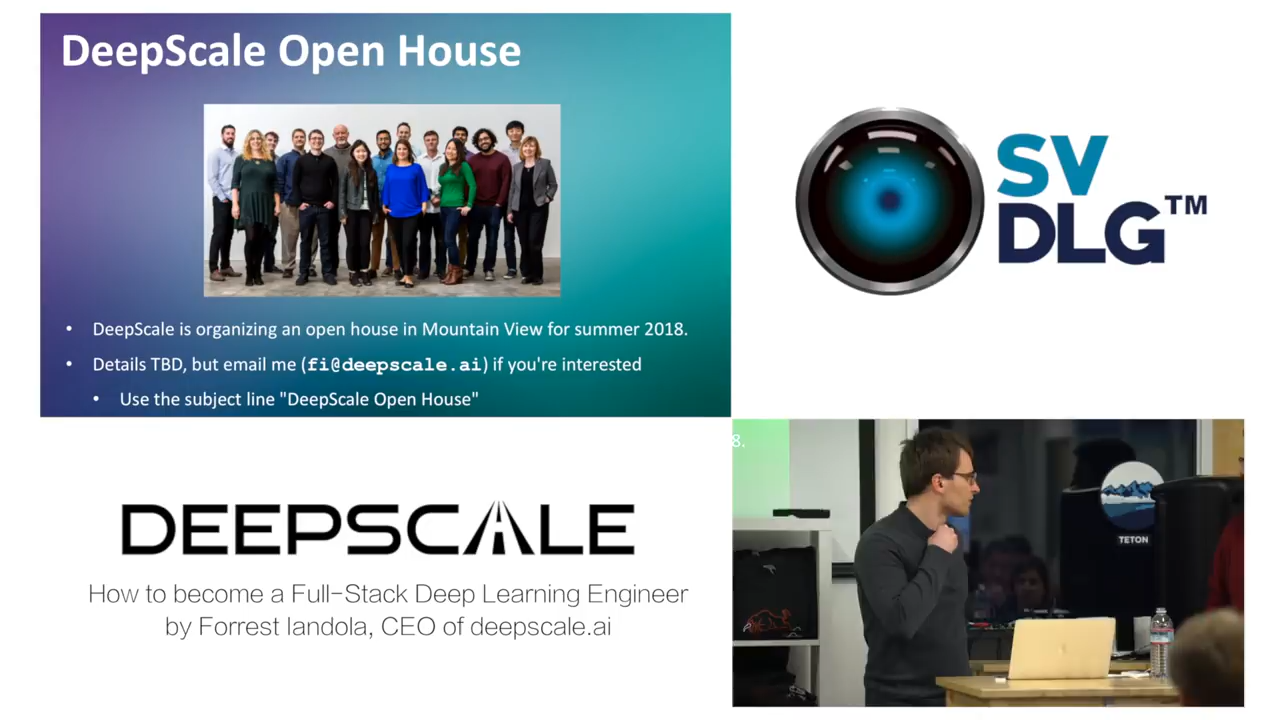 DeepScale Open House
• DeepScale is organizing an open house in Mountain View for summer 2018.
• Details TBD, but email me (fi@deepscale.ai) if you're interested
• Use the subject line "DeepScale Open House"
SV
DLG™
DEEPSCALE
How to become a Full-Stack Deep Learning Engineer
by Forrest Iandola, CEO of deepscale.ai
8.
TETON